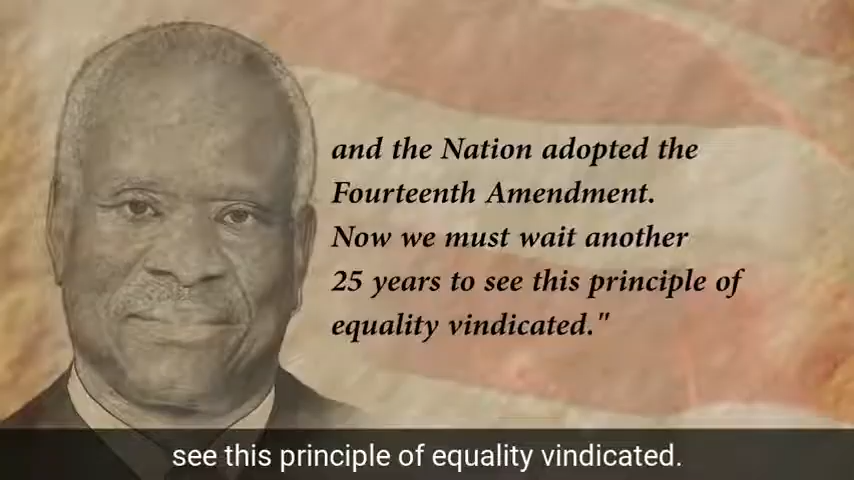 and the Nation adopted the
Fourteenth Amendment.
Now we must wait another
25 years to see this principle of
equality vindicated."
see this principle of equality vindicated.